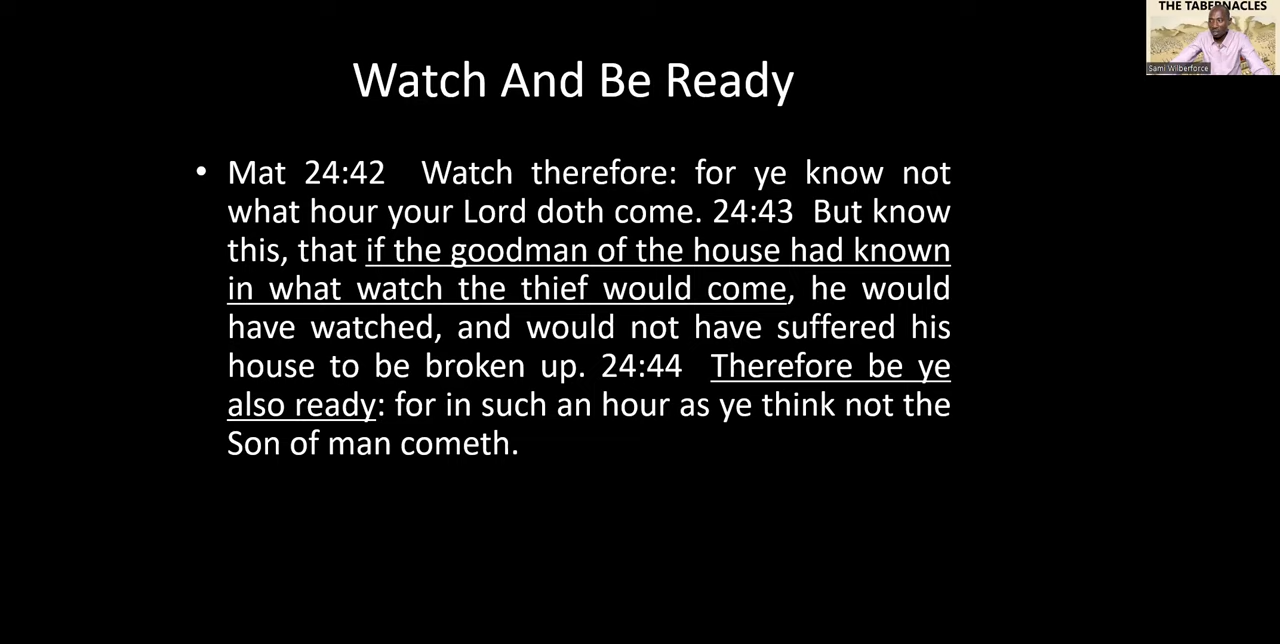 THE TABERNACLES
Sami Wilberforce
Watch And Be Ready
• Mat 24:42 Watch therefore: for ye know not
what hour your Lord doth come. 24:43 But know
this, that if the goodman of the house had known
in what watch the thief would come, he would
have watched, and would not have suffered his
house to be broken up. 24:44 Therefore be ye
also ready: for in such an hour as ye think not the
Son of man cometh.